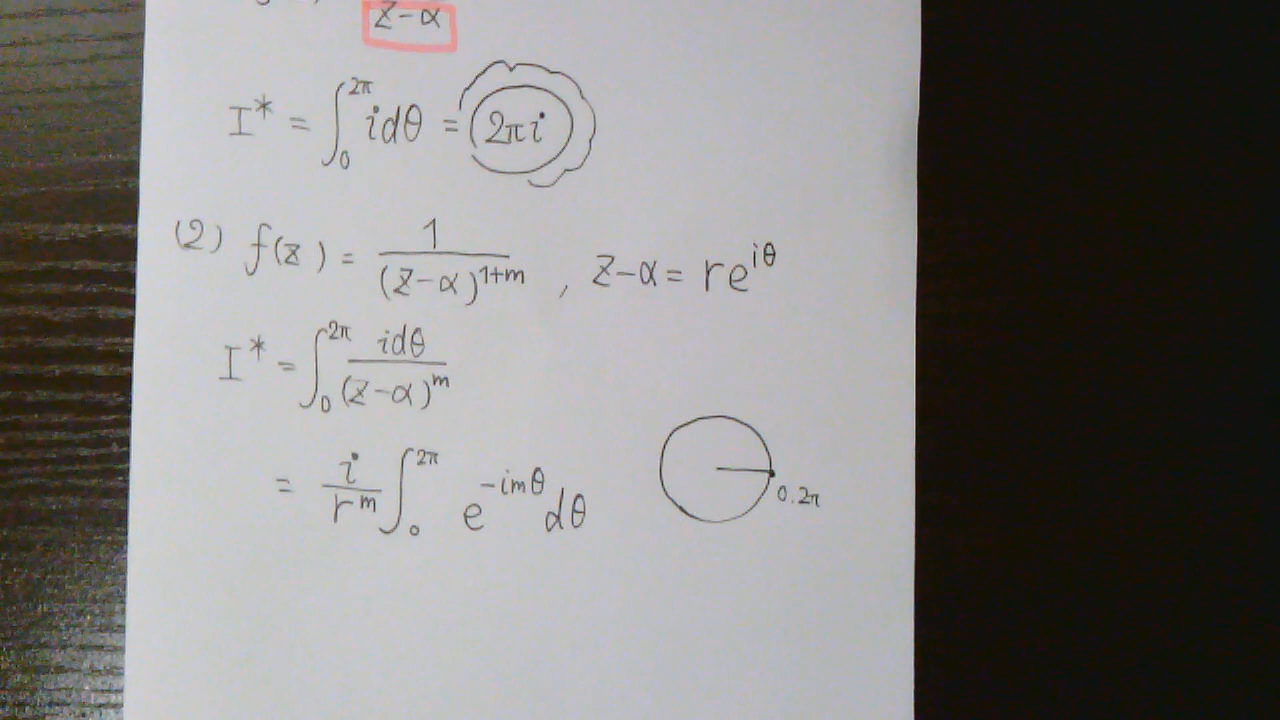 z-α
I* = ∫₀^{2π} idθ = 2πi
(2) f(z) = 1/(z-α)^{1+m} , z-α = re^{iθ}
I* = ∫₀^{2π} idθ/(z-α)^m
= i/r^m ∫₀^{2π} e^{-imθ} dθ
0.2π